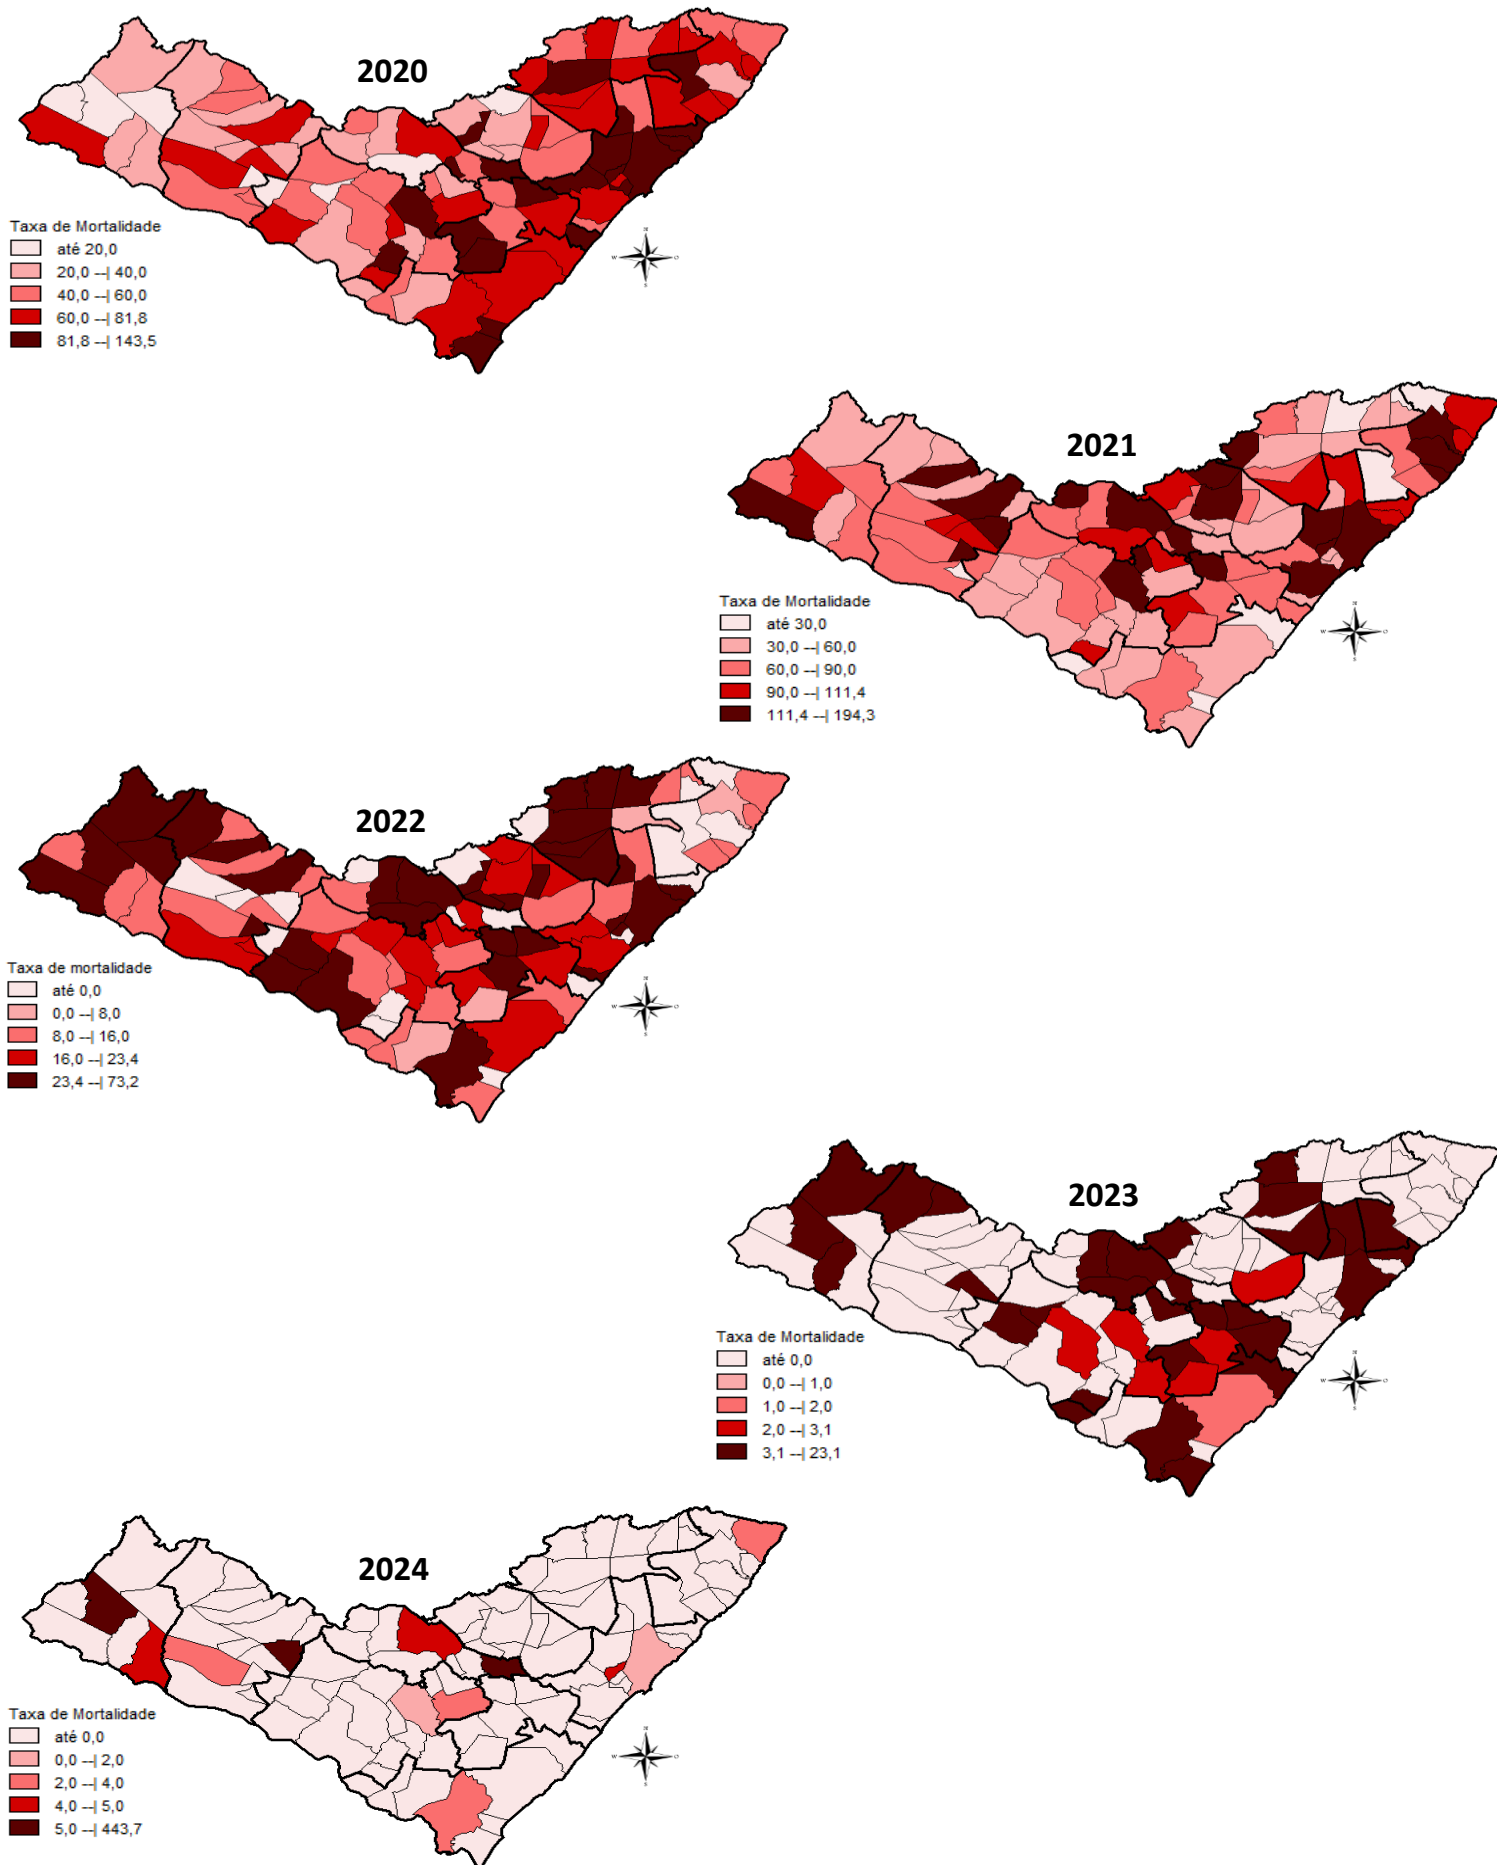 2020
Taxa de Mortalidade
até 20,0
20,0 --| 40,0
40,0 --| 60,0
60,0 --| 81,8
81,8 --| 143,5
2021
Taxa de Mortalidade
até 30,0
30,0 --| 60,0
60,0 --| 90,0
90,0 --| 111,4
111,4 --| 194,3
2022
Taxa de mortalidade
até 0,0
0,0 --| 8,0
8,0 --| 16,0
16,0 --| 23,4
23,4 --| 73,2
2023
Taxa de Mortalidade
até 0,0
0,0 --| 1,0
1,0 --| 2,0
2,0 --| 3,1
3,1 --| 23,1
2024
Taxa de Mortalidade
até 0,0
0,0 --| 2,0
2,0 --| 4,0
4,0 --| 5,0
5,0 --| 443,7